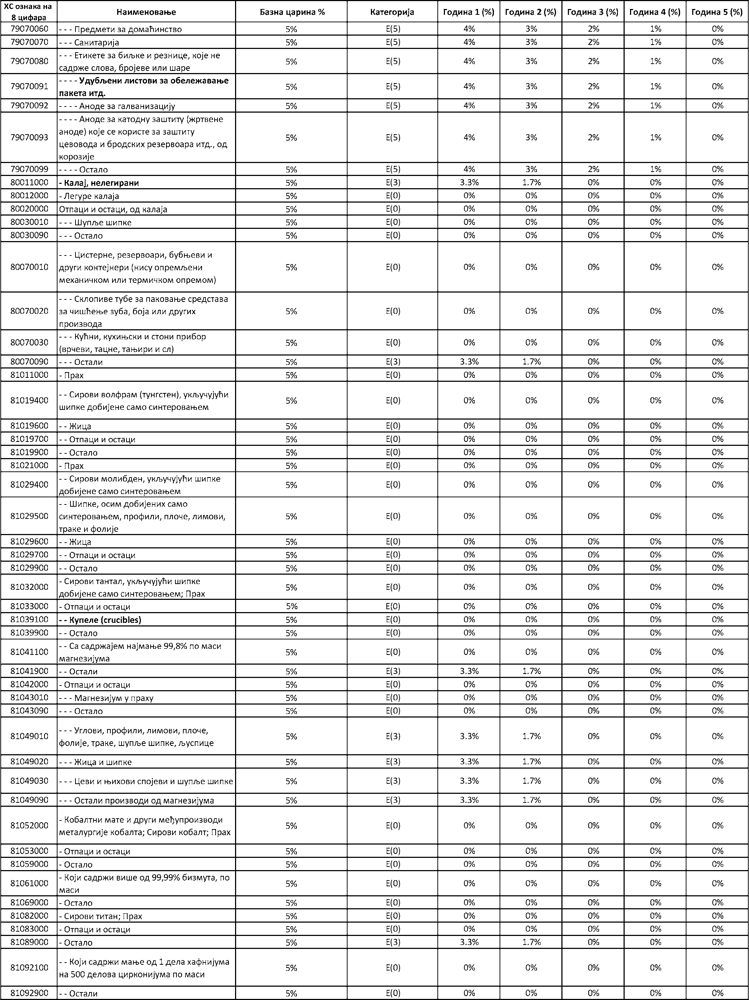 ХС ознака на 8 цифара Наименовање Базна царина % Категорија Година 1 (%) Година 2 (%) Година 3 (%) Година 4 (%) Година 5 (%)
79070060 - - - Предмети за домаћинство 5% E(5) 4% 3% 2% 1% 0%
79070070 - - - Санитарија 5% E(5) 4% 3% 2% 1% 0%
79070080 - - - Етикете за биљке и резнице, које не садрже слова, бројеве или шаре 5% E(5) 4% 3% 2% 1% 0%
79070091 - - - - Удубљени листови за обележавање пакета итд. 5% E(5) 4% 3% 2% 1% 0%
79070092 - - - - Аноде за галванизацију 5% E(5) 4% 3% 2% 1% 0%
79070093 - - - - Аноде за катодну заштиту (жртвене аноде) које се користе за заштиту цевовода и бродских резервоара итд., од корозије 5% E(5) 4% 3% 2% 1% 0%
79070099 - - - - Остало 5% E(5) 4% 3% 2% 1% 0%
80011000 - Калај, нелегирани 5% E(3) 3.3% 1.7% 0% 0% 0%
80012000 - Легуре калаја 5% E(0) 0% 0% 0% 0% 0%
80020000 Отпаци и остаци, од калаја 5% E(0) 0% 0% 0% 0% 0%
80030010 - - - Шупље шипке 5% E(0) 0% 0% 0% 0% 0%
80030090 - - - Остало 5% E(0) 0% 0% 0% 0% 0%
80070010 - - - Цистерне, резервоари, бубњеви и други контејнери (нису опремљени механичком или термичком опремом) 5% E(0) 0% 0% 0% 0% 0%
80070020 - - - Склопиве тубе за паковање средстава за чишћење зуба, боја или других производа 5% E(0) 0% 0% 0% 0% 0%
80070030 - - - Кућни, кухињски и стони прибор (врчеви, тацне, тањири и сл) 5% E(0) 0% 0% 0% 0% 0%
80070090 - - - Остали 5% E(3) 3.3% 1.7% 0% 0% 0%
81011000 - Прах 5% E(0) 0% 0% 0% 0% 0%
81019400 - - Сирови волфрам (тунгстен), укључујући шипке добијене само синтеровањем 5% E(0) 0% 0% 0% 0% 0%
81019600 - - Жица 5% E(0) 0% 0% 0% 0% 0%
81019700 - - Отпаци и остаци 5% E(0) 0% 0% 0% 0% 0%
81019900 - - Остало 5% E(0) 0% 0% 0% 0% 0%
81021000 - Прах 5% E(0) 0% 0% 0% 0% 0%
81029400 - - Сирови молибден, укључујући шипке добијене само синтеровањем 5% E(0) 0% 0% 0% 0% 0%
81029500 - - Шипке, осим добијених само синтеровањем, профили, плоче, лимови, траке и фолије 5% E(0) 0% 0% 0% 0% 0%
81029600 - - Жица 5% E(0) 0% 0% 0% 0% 0%
81029700 - - Отпаци и остаци 5% E(0) 0% 0% 0% 0% 0%
81029900 - - Остало 5% E(0) 0% 0% 0% 0% 0%
81032000 - Сирови тантал, укључујући шипке добијене само синтеровањем; Прах 5% E(0) 0% 0% 0% 0% 0%
81033000 - Отпаци и остаци 5% E(0) 0% 0% 0% 0% 0%
81039100 - - Купеле (crucibles) 5% E(0) 0% 0% 0% 0% 0%
81039900 - - Остало 5% E(0) 0% 0% 0% 0% 0%
81041100 - - Са садржајем најмање 99,8% по маси магнезијума 5% E(0) 0% 0% 0% 0% 0%
81041900 - - Остали 5% E(3) 3.3% 1.7% 0% 0% 0%
81042000 - Отпаци и остаци 5% E(0) 0% 0% 0% 0% 0%
81043010 - - - Магнезијум у праху 5% E(0) 0% 0% 0% 0% 0%
81043090 - - - Остало 5% E(0) 0% 0% 0% 0% 0%
81049010 - - - Углови, профили, лимови, плоче, фолије, траке, шупље шипке, љуспице 5% E(3) 3.3% 1.7% 0% 0% 0%
81049020 - - - Жица и шипке 5% E(3) 3.3% 1.7% 0% 0% 0%
81049030 - - - Цеви и њихови спојеви и шупље шипке 5% E(3) 3.3% 1.7% 0% 0% 0%
81049090 - - - Остали производи од магнезијума 5% E(3) 3.3% 1.7% 0% 0% 0%
81052000 - Кобалтни мате и други међупроизводи металургије кобалта; Сирови кобалт; Прах 5% E(0) 0% 0% 0% 0% 0%
81053000 - Отпаци и остаци 5% E(0) 0% 0% 0% 0% 0%
81059000 - Остало 5% E(0) 0% 0% 0% 0% 0%
81061000 - Који садржи више од 99,99% бизмута, по маси 5% E(0) 0% 0% 0% 0% 0%
81069000 - Остало 5% E(0) 0% 0% 0% 0% 0%
81082000 - Сирови титан; Прах 5% E(0) 0% 0% 0% 0% 0%
81083000 - Отпаци и остаци 5% E(0) 0% 0% 0% 0% 0%
81089000 - Остало 5% E(3) 3.3% 1.7% 0% 0% 0%
81092100 - - Који садржи мање од 1 дела хафнијума на 500 делова цирконијума по маси 5% E(0) 0% 0% 0% 0% 0%
81092900 - - Остали 5% E(0) 0% 0% 0% 0% 0%